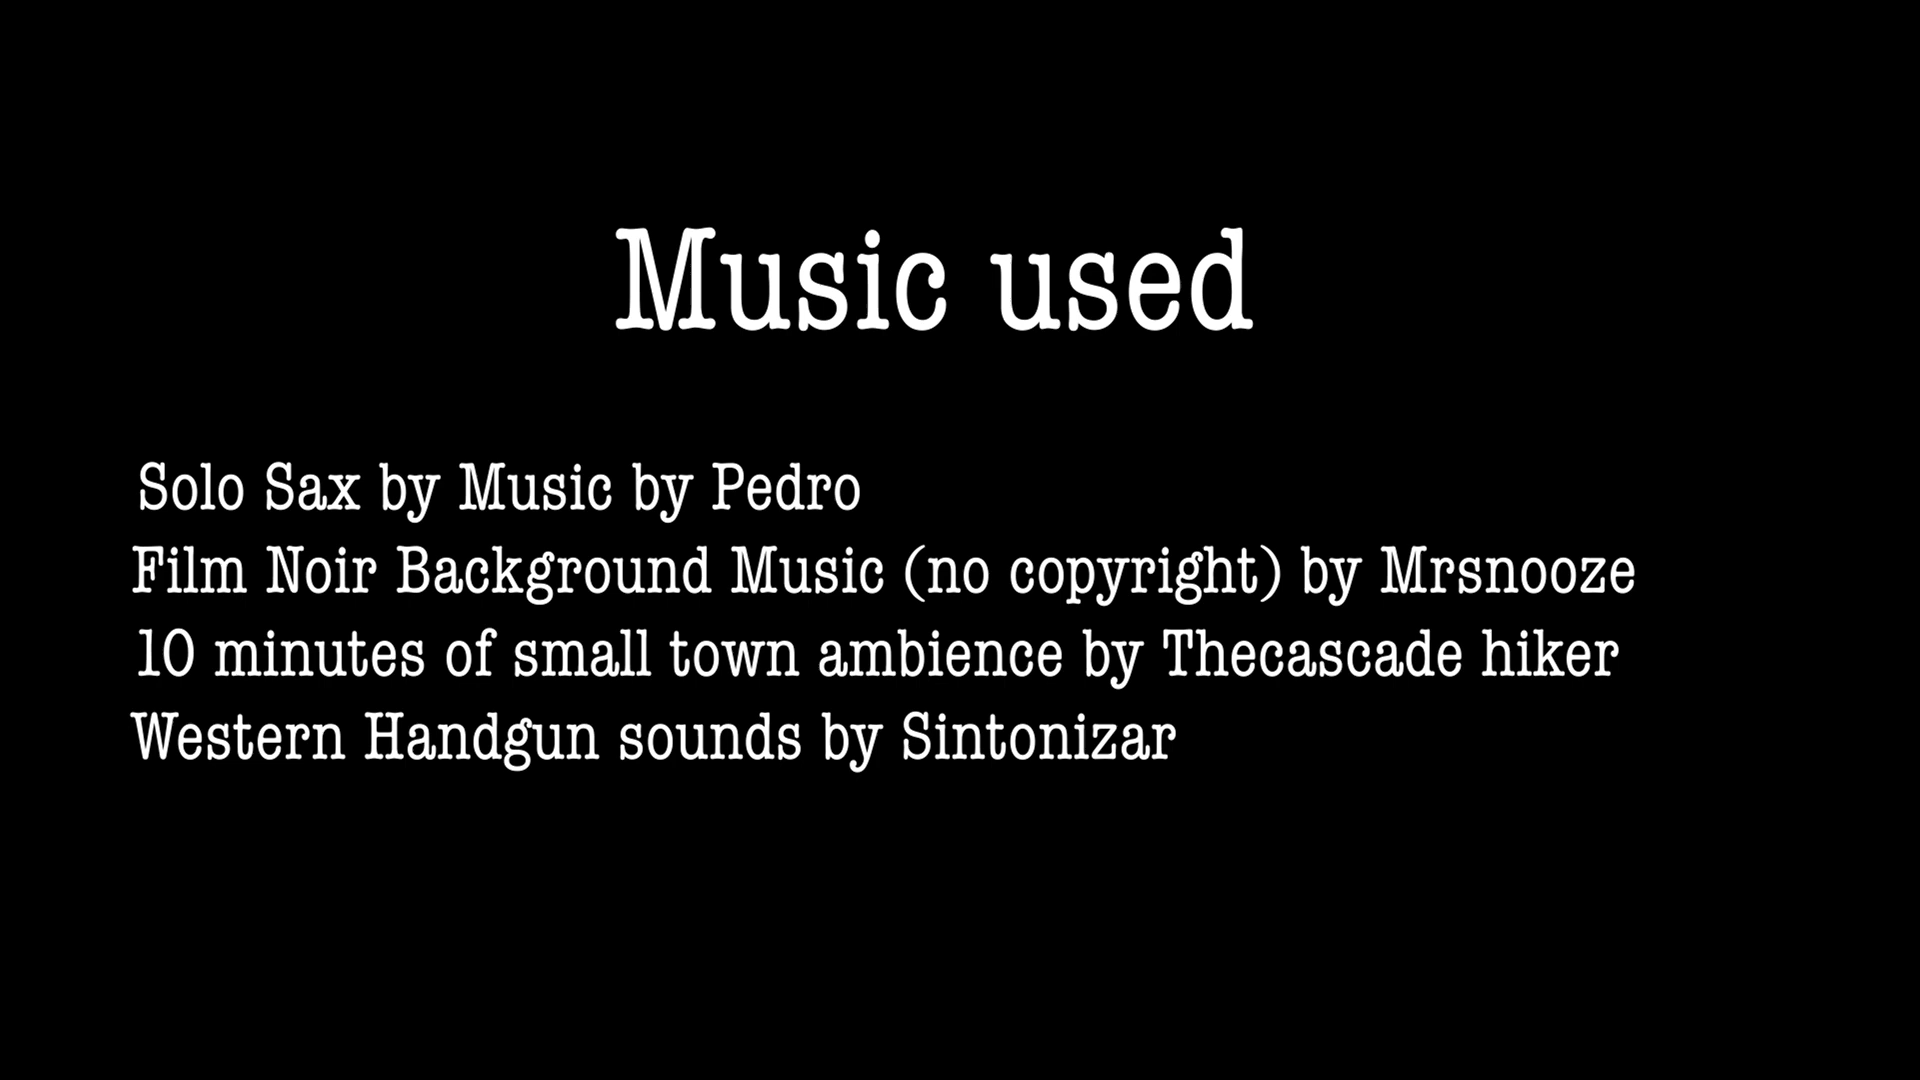 Music used
Solo Sax by Music by Pedro
Film Noir Background Music (no copyright) by Mrsnooze
10 minutes of small town ambience by Thecascade hiker
Western Handgun sounds by Sintonizar